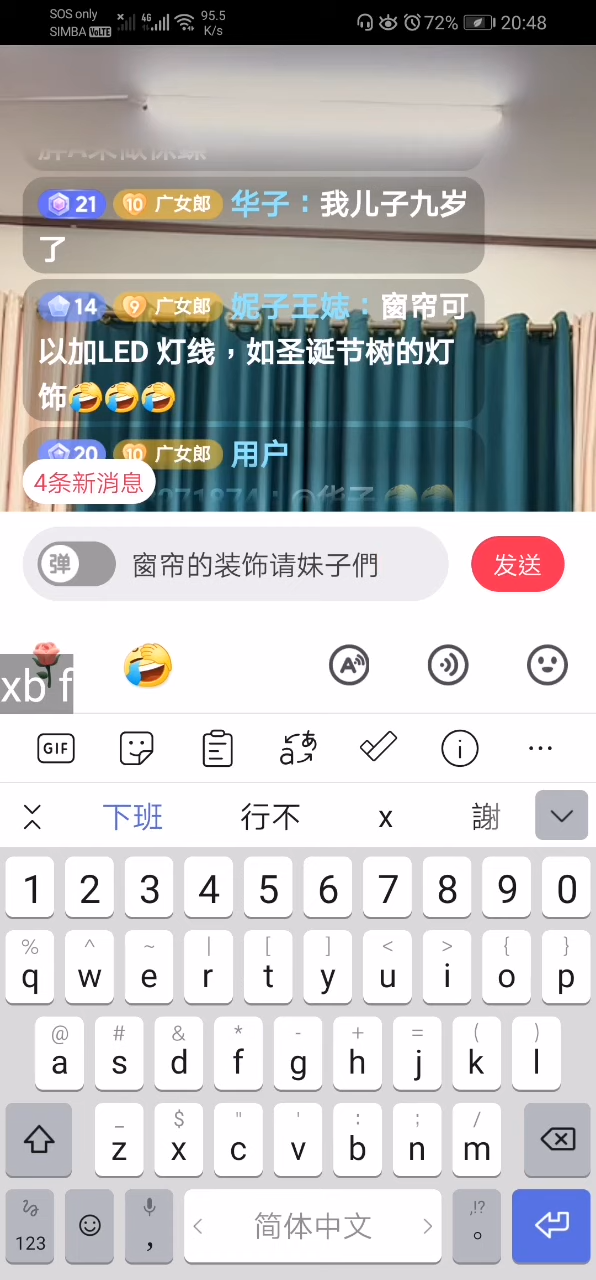 SOS only
SIMBA VoLTE
4G
95.5
K/s
72%
20:48
21 10 广女郎 华子：我儿子九岁
了
14 9 广女郎 妮子王婊：窗帘可
以加LED 灯线，如圣诞节树的灯
饰🤣🤣🤣
20 10 广女郎 用户
4条新消息
弹 窗帘的装饰请妹子們
发送
xb f
GIF
下班 行不 x 謝
1 2 3 4 5 6 7 8 9 0
% ^ ~ | [ ] < > { }
q w e r t y u i o p
@ # & * - + = ( )
a s d f g h j k l
_ $ " ' : ; /
z x c v b n m
123 , 简体中文 ,!? 。